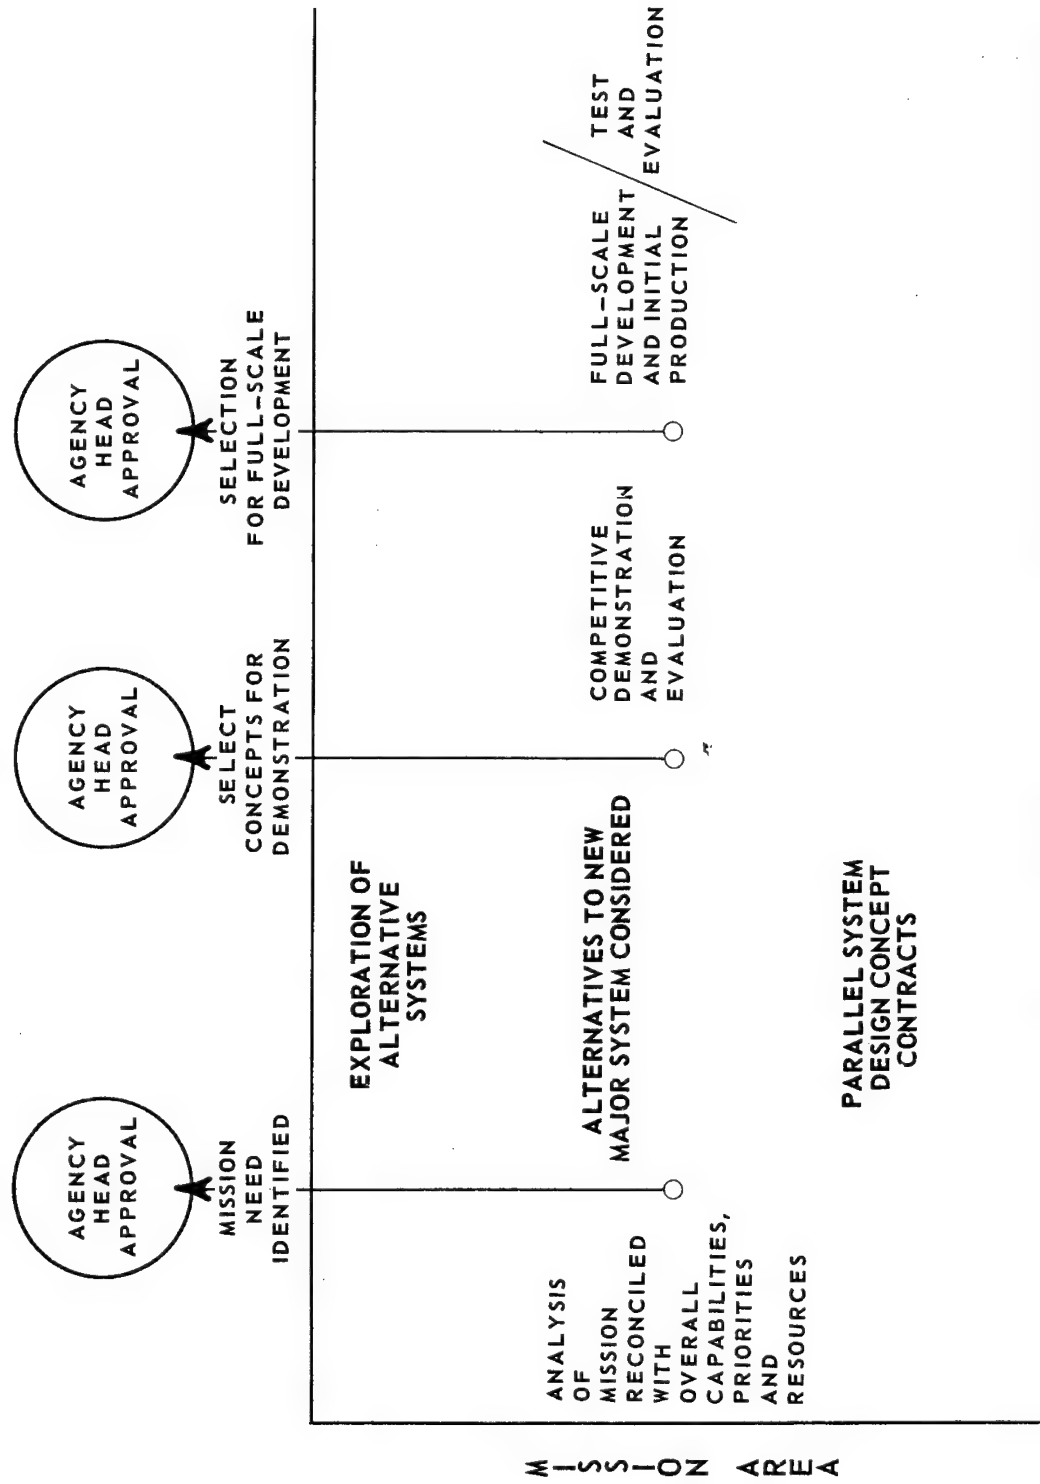 AGENCY
HEAD
APPROVAL
MISSION
NEED
IDENTIFIED
AGENCY
HEAD
APPROVAL
SELECT
CONCEPTS FOR
DEMONSTRATION
AGENCY
HEAD
APPROVAL
SELECTION
FOR FULL-SCALE
DEVELOPMENT
MISSION AREA
ANALYSIS
OF
MISSION
RECONCILED
WITH
OVERALL
CAPABILITIES,
PRIORITIES
AND
RESOURCES
EXPLORATION OF
ALTERNATIVE
SYSTEMS
ALTERNATIVES TO NEW
MAJOR SYSTEM CONSIDERED
PARALLEL SYSTEM
DESIGN CONCEPT
CONTRACTS
COMPETITIVE
DEMONSTRATION
AND
EVALUATION
FULL-SCALE
DEVELOPMENT
AND INITIAL
PRODUCTION
TEST
AND
EVALUATION